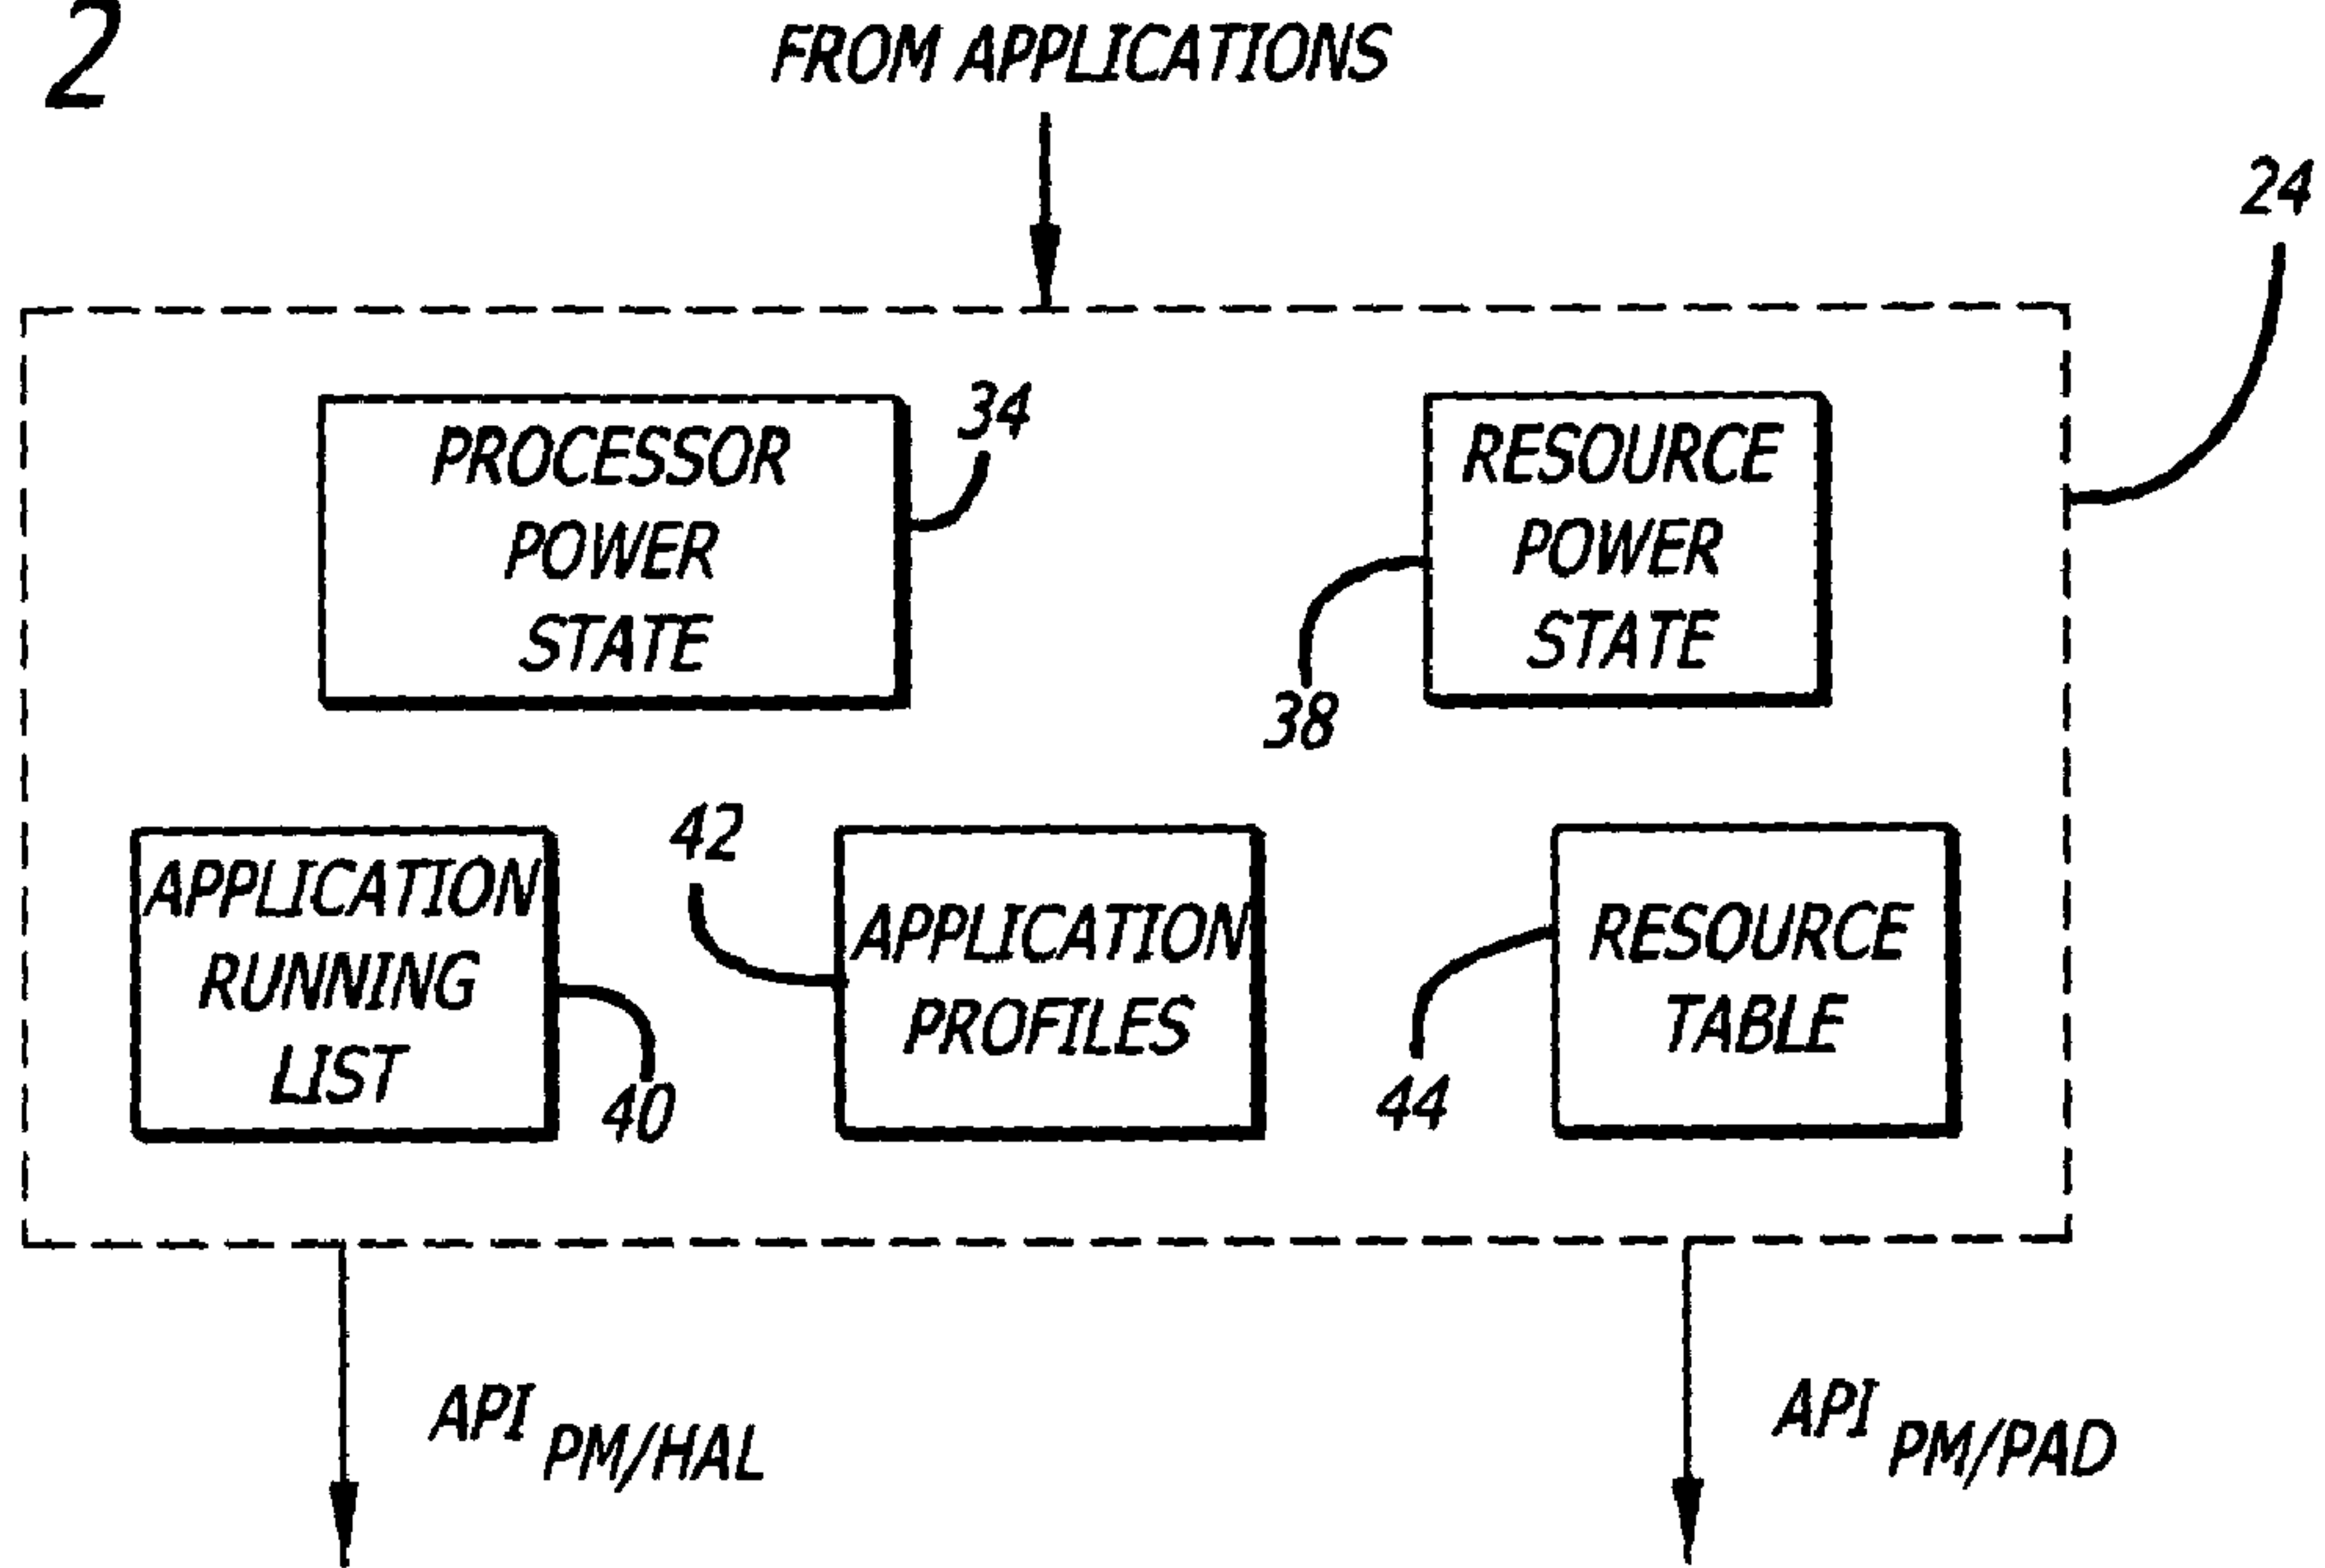 2
FROM APPLICATIONS
24
34
PROCESSOR
POWER
STATE
RESOURCE
POWER
STATE
38
42
APPLICATION
RUNNING
LIST
40
APPLICATION
PROFILES
RESOURCE
TABLE
44
API PM/HAL
API PM/PAD